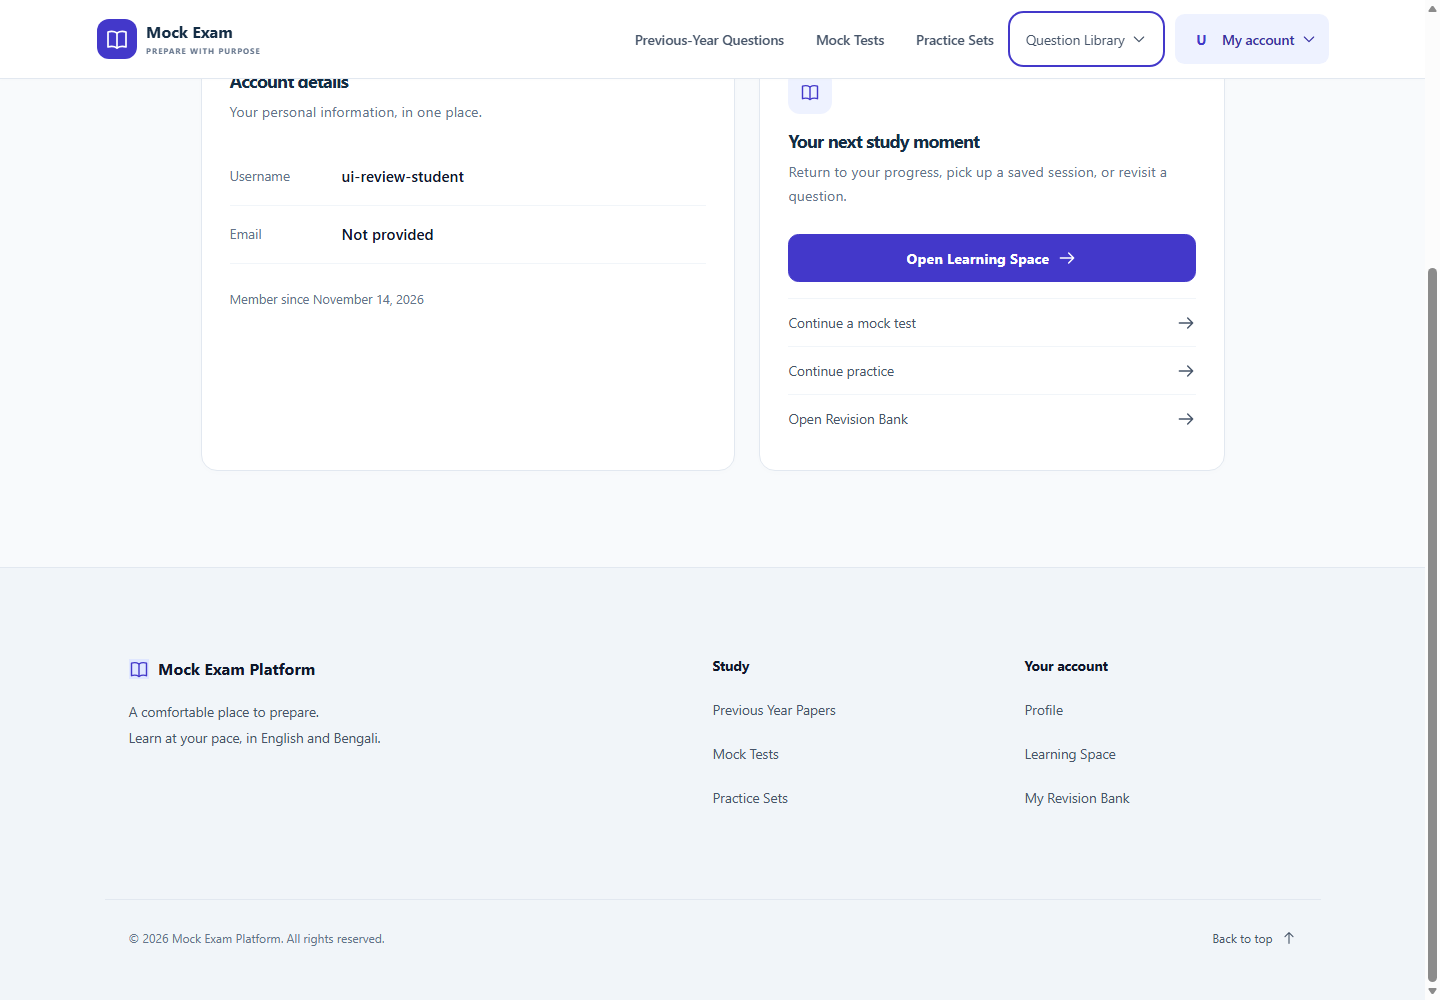 Mock Exam
PREPARE WITH PURPOSE
Previous-Year Questions
Mock Tests
Practice Sets
Question Library
U My account
Account details
Your personal information, in one place.
Username ui-review-student
Email Not provided
Member since November 14, 2026
Your next study moment
Return to your progress, pick up a saved session, or revisit a
question.
Open Learning Space
Continue a mock test
Continue practice
Open Revision Bank
Mock Exam Platform
A comfortable place to prepare.
Learn at your pace, in English and Bengali.
Study
Previous Year Papers
Mock Tests
Practice Sets
Your account
Profile
Learning Space
My Revision Bank
© 2026 Mock Exam Platform. All rights reserved.
Back to top